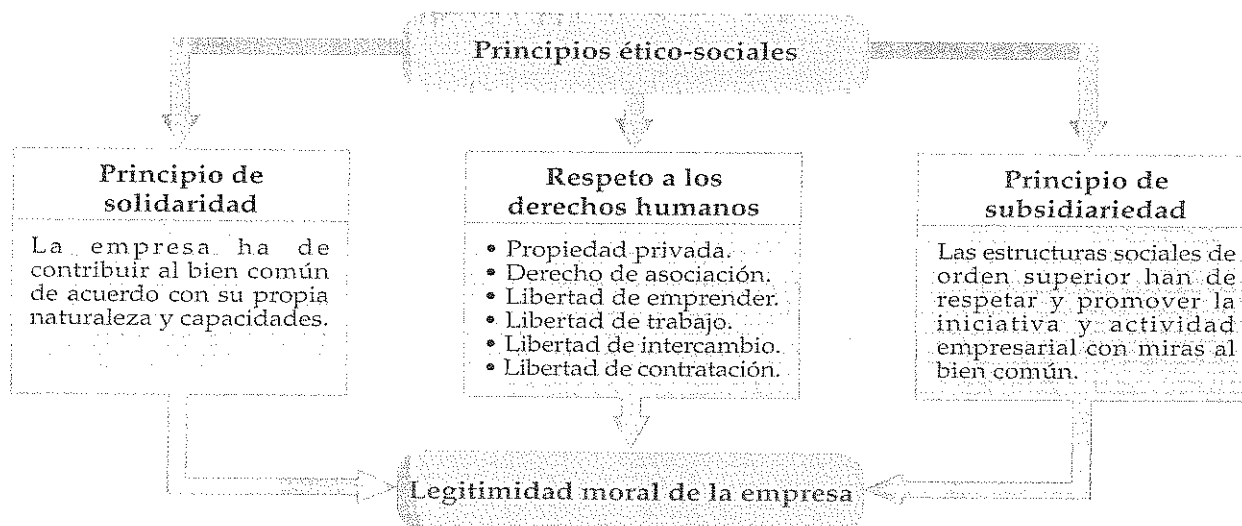 Principios ético-sociales
Principio de
solidaridad
La empresa ha de
contribuir al bien común
de acuerdo con su propia
naturaleza y capacidades.
Respeto a los
derechos humanos
• Propiedad privada.
• Derecho de asociación.
• Libertad de emprender.
• Libertad de trabajo.
• Libertad de intercambio.
• Libertad de contratación.
Principio de
subsidiariedad
Las estructuras sociales de
orden superior han de
respetar y promover la
iniciativa y actividad
empresarial con miras al
bien común.
Legitimidad moral de la empresa